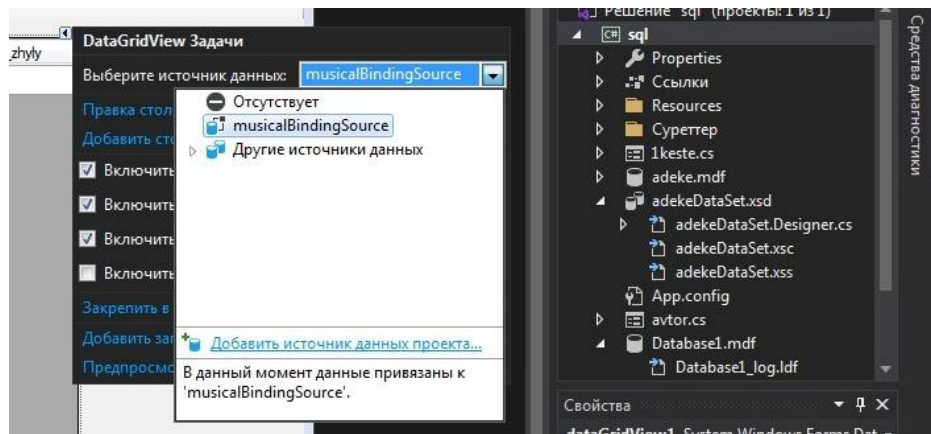 Решение "sql" (проекты: 1 из 1)
_zhyly
DataGridView Задачи
Выберите источник данных: musicalBindingSource
Отсутствует
musicalBindingSource
Другие источники данных
Правка стол
Добавить сто
Включить
Включить
Включить
Включить
Закрепить в
Добавить зап
Предпросмо
Добавить источник данных проекта...
В данный момент данные привязаны к
'musicalBindingSource'.
C# sql
Properties
Ссылки
Resources
Суреттер
1keste.cs
adeke.mdf
adekeDataSet.xsd
adekeDataSet.Designer.cs
adekeDataSet.xsc
adekeDataSet.xss
App.config
avtor.cs
Database1.mdf
Database1_log.ldf
Свойства
dataGridView1 System.Windows.Forms.Dat
Средства диагностики